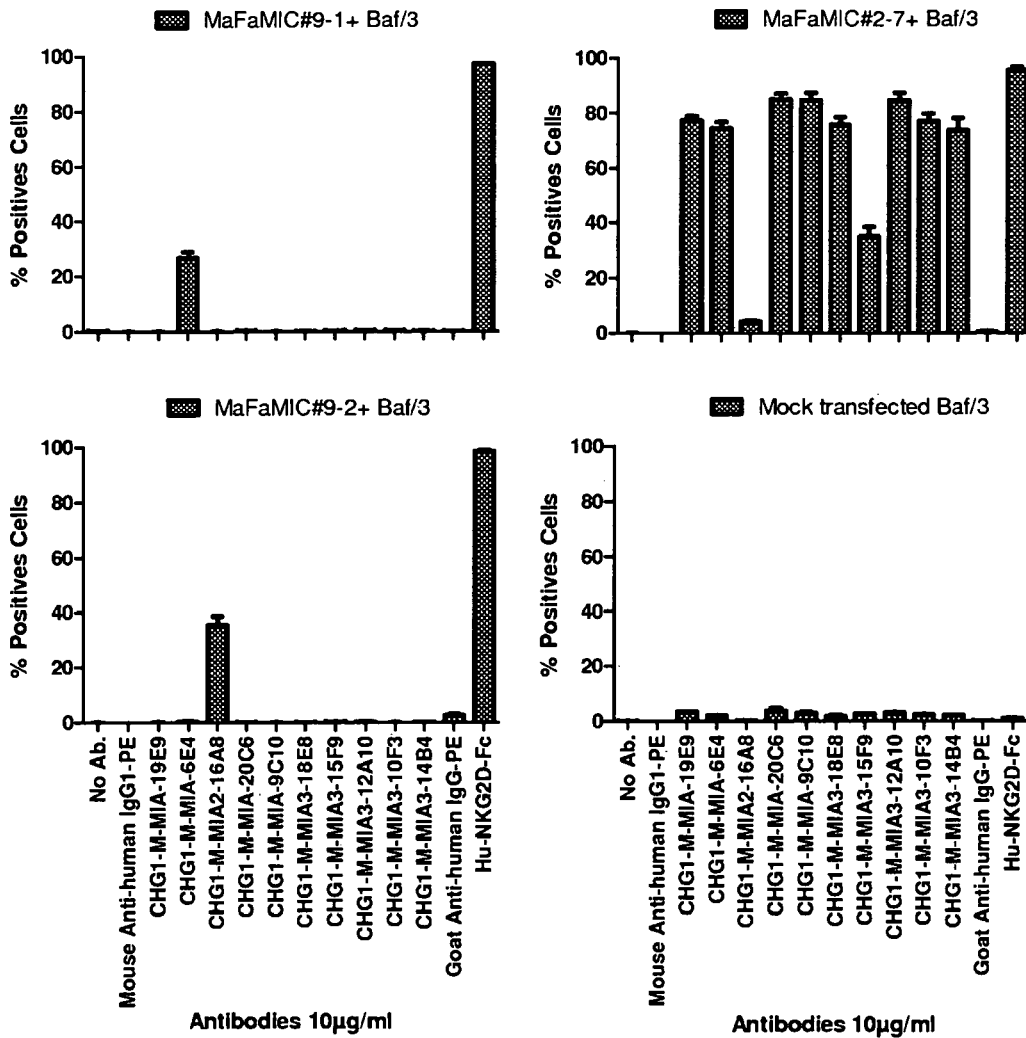 MaFaMIC#9-1+ Baf/3
% Positives Cells
100
80
60
40
20
0
MaFaMIC#2-7+ Baf/3
% Positives Cells
100
80
60
40
20
0
MaFaMIC#9-2+ Baf/3
% Positives Cells
100
80
60
40
20
0
No Ab.
Mouse Anti-human IgG1-PE
CHG1-M-MIA-19E9
CHG1-M-MIA-6E4
CHG1-M-MIA2-16A8
CHG1-M-MIA-20C6
CHG1-M-MIA-9C10
CHG1-M-MIA3-18E8
CHG1-M-MIA3-15F9
CHG1-M-MIA3-12A10
CHG1-M-MIA3-10F3
CHG1-M-MIA3-14B4
Goat Anti-human IgG-PE
Hu-NKG2D-Fc
Antibodies 10µg/ml
Mock transfected Baf/3
% Positives Cells
100
80
60
40
20
0
No Ab.
Mouse Anti-human IgG1-PE
CHG1-M-MIA-19E9
CHG1-M-MIA-6E4
CHG1-M-MIA2-16A8
CHG1-M-MIA-20C6
CHG1-M-MIA-9C10
CHG1-M-MIA3-18E8
CHG1-M-MIA3-15F9
CHG1-M-MIA3-12A10
CHG1-M-MIA3-10F3
CHG1-M-MIA3-14B4
Goat Anti-human IgG-PE
Hu-NKG2D-Fc
Antibodies 10µg/ml